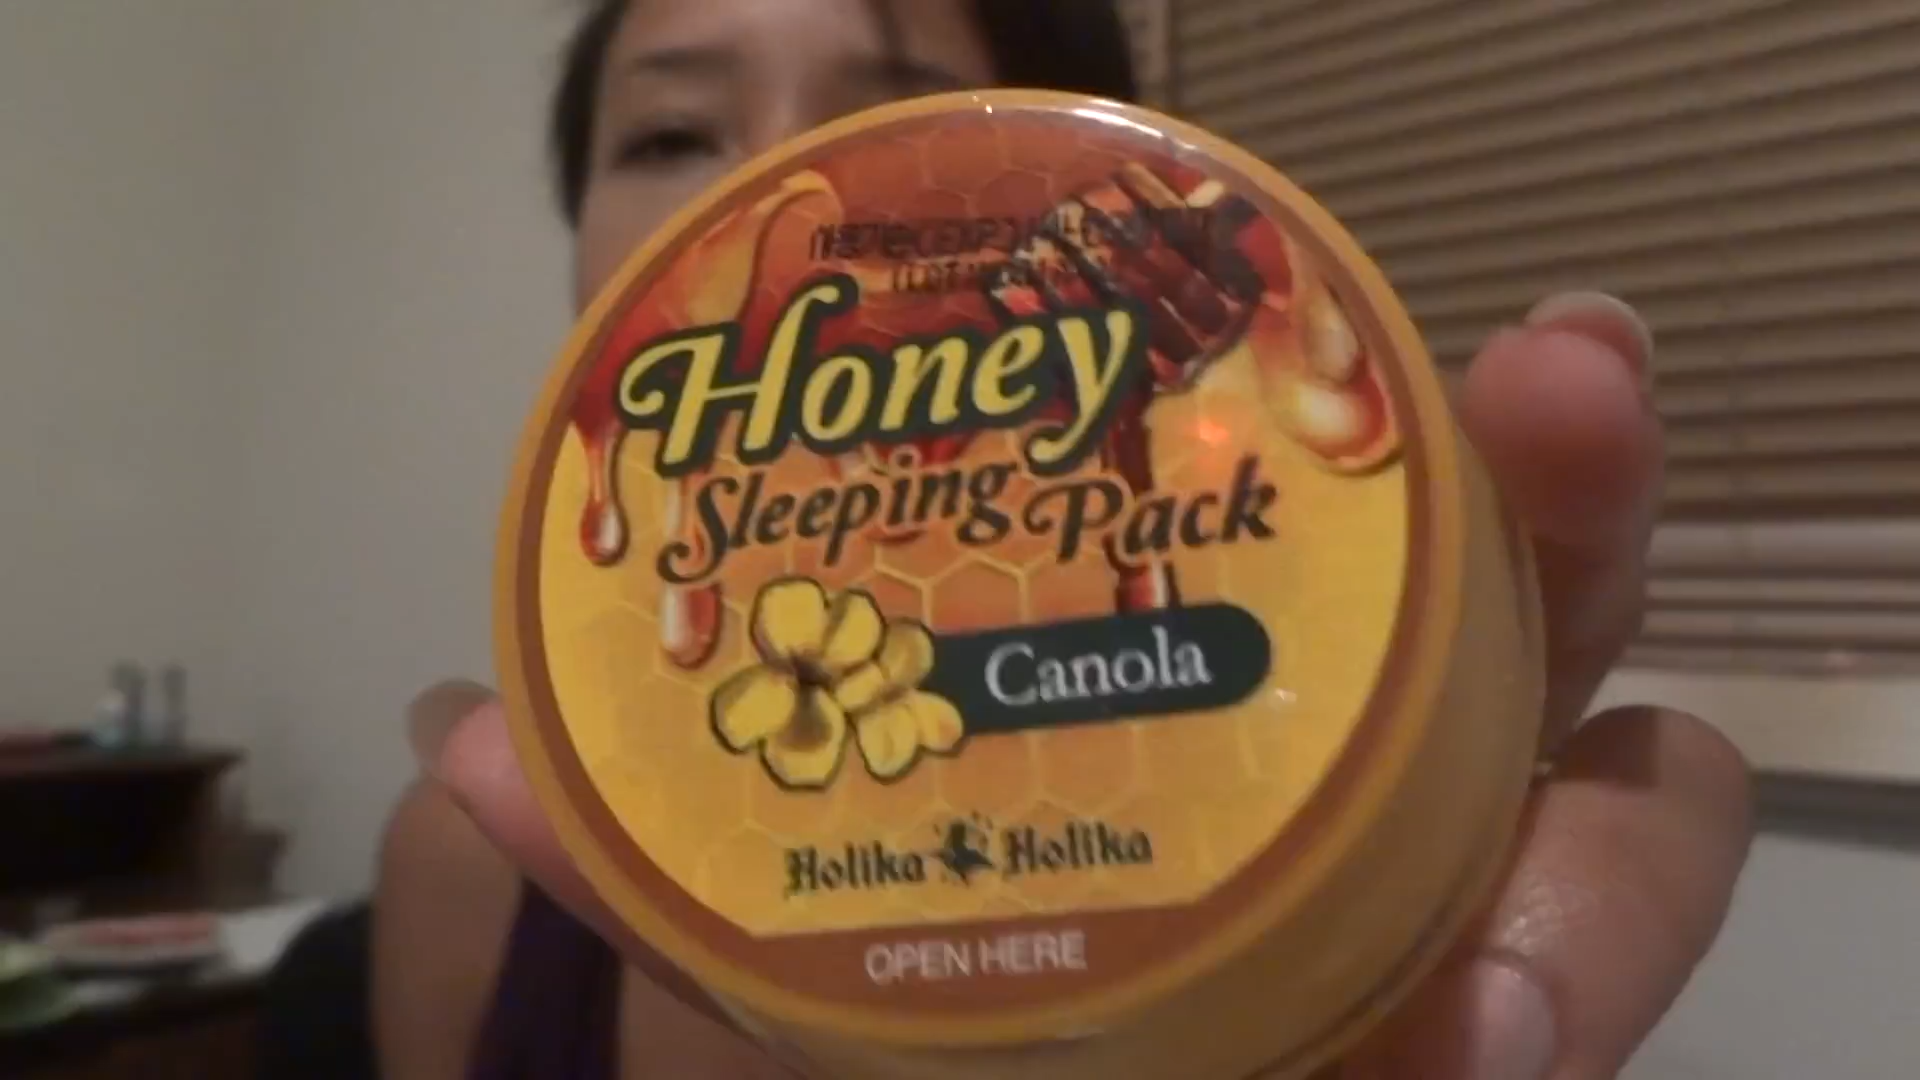 Honey
Sleeping Pack
Canola
Holika Holika
OPEN HERE